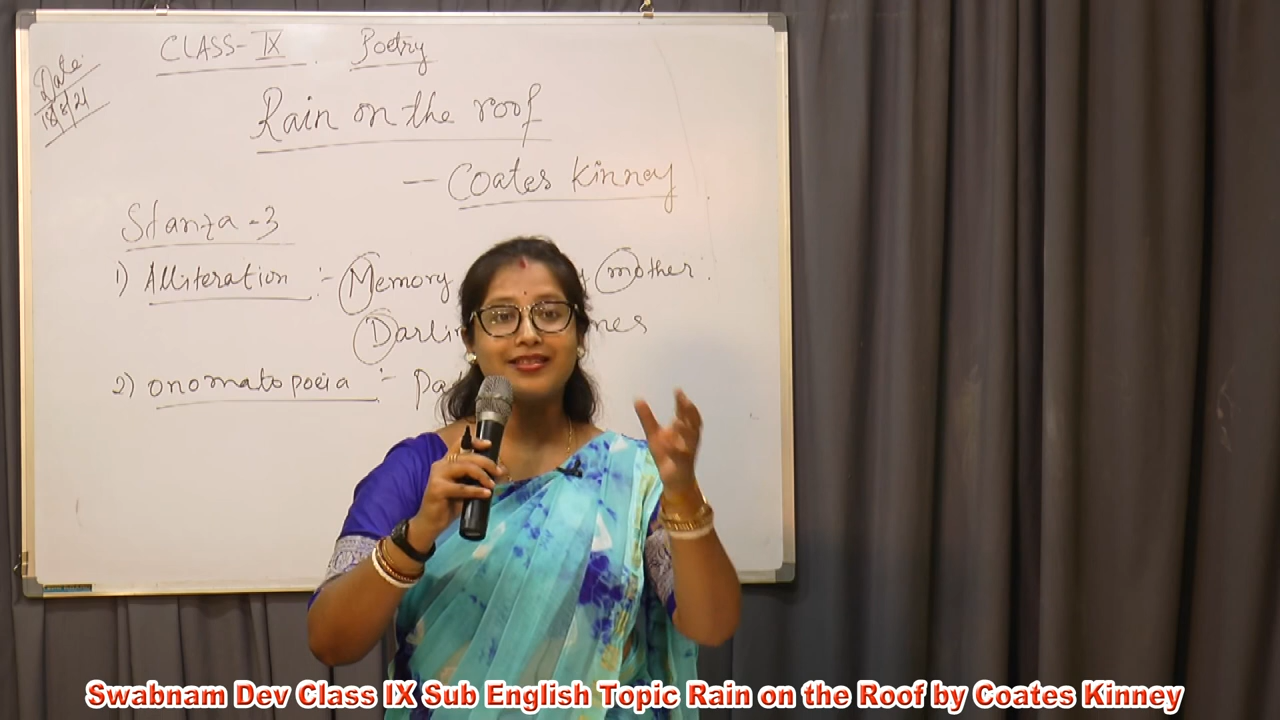 Date:
18/8/21
CLASS-IX Poetry
Rain on the roof
- Coates Kinney
Stanza-3
1) Alliteration :- Memory mother.
2) onomatopoeia :-
Swabnam Dev Class IX Sub English Topic Rain on the Roof by Coates Kinney